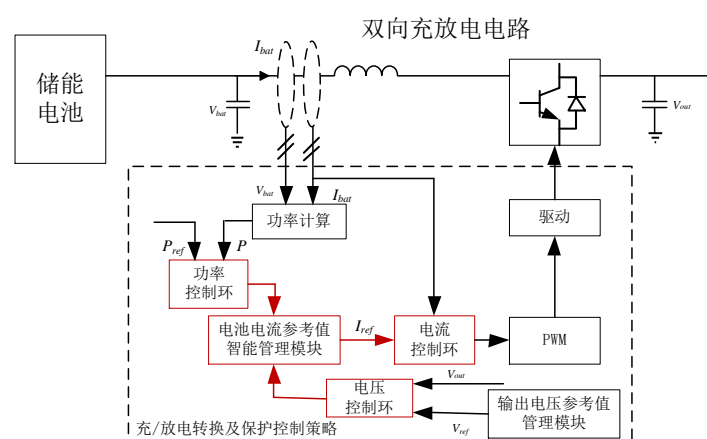 双向充放电电路
储能
电池
Ibat
Vbat
Vout
Vbat
Ibat
功率计算
驱动
Pref
P
功率
控制环
电池电流参考值
智能管理模块
Iref
电流
控制环
PWM
电压
控制环
Vout
Vref
输出电压参考值
管理模块
充/放电转换及保护控制策略